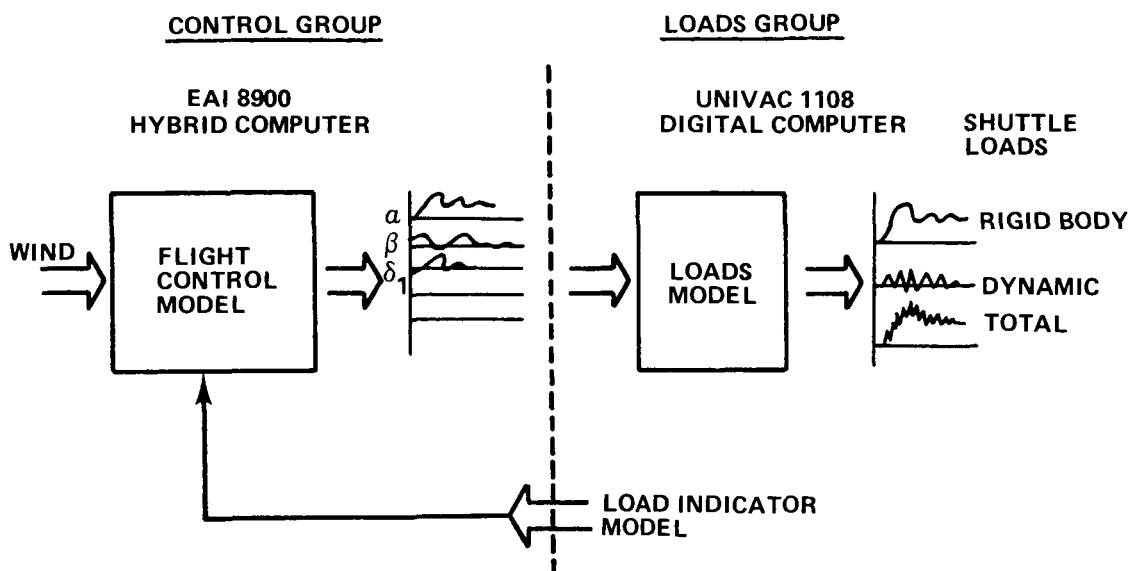 CONTROL GROUP
LOADS GROUP
EAI 8900
HYBRID COMPUTER
UNIVAC 1108
DIGITAL COMPUTER
SHUTTLE
LOADS
WIND
FLIGHT
CONTROL
MODEL
α
β
δ1
LOADS
MODEL
RIGID BODY
DYNAMIC
TOTAL
LOAD INDICATOR
MODEL